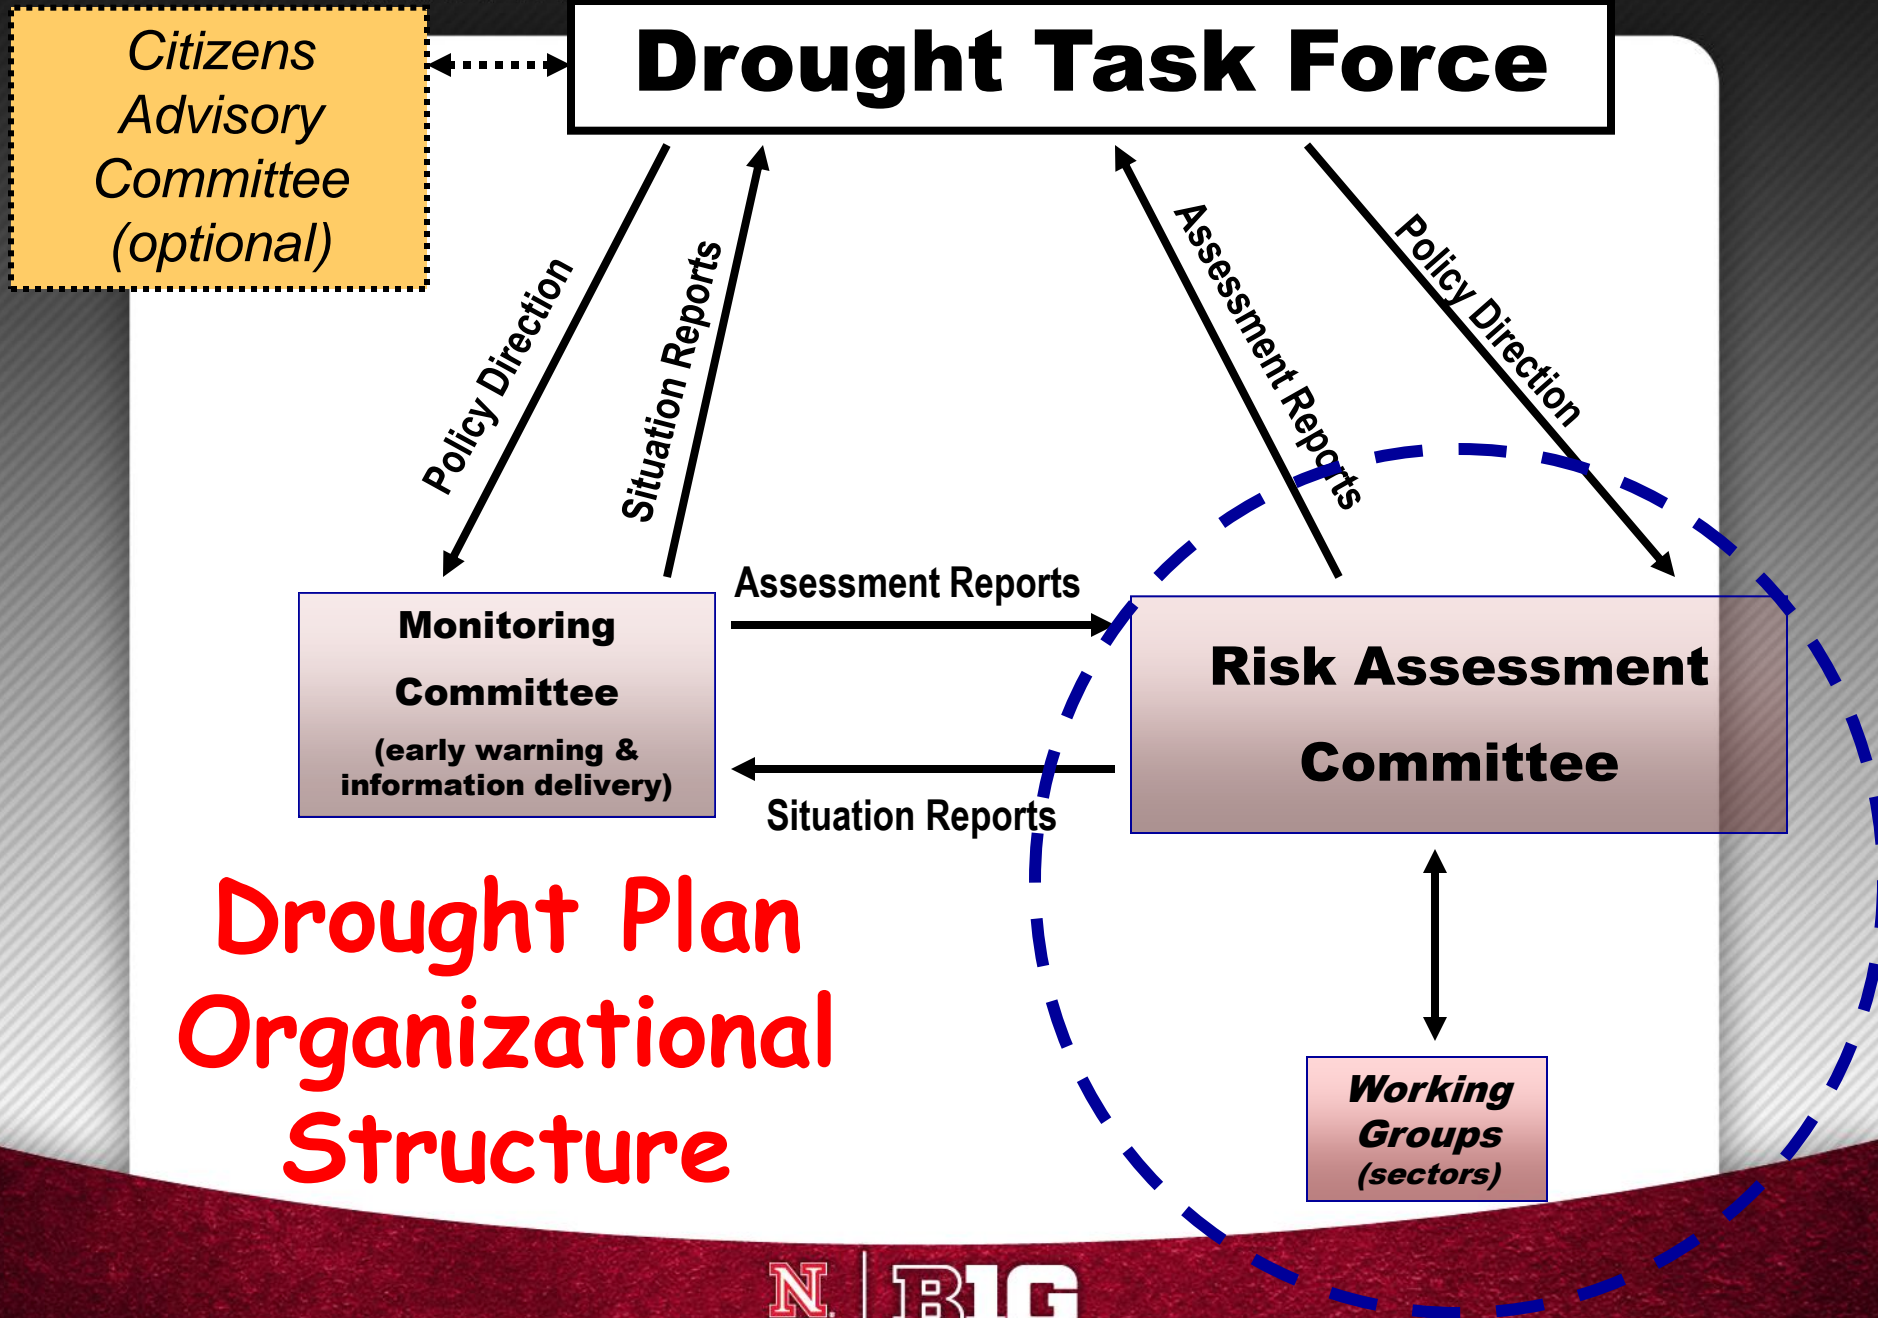 Citizens
Advisory
Committee
(optional)
Drought Task Force
Policy Direction
Situation Reports
Assessment Reports
Policy Direction
Assessment Reports
Monitoring
Committee
(early warning &
information delivery)
Risk Assessment
Committee
Situation Reports
Drought Plan
Organizational
Structure
Working
Groups
(sectors)
N. B1G